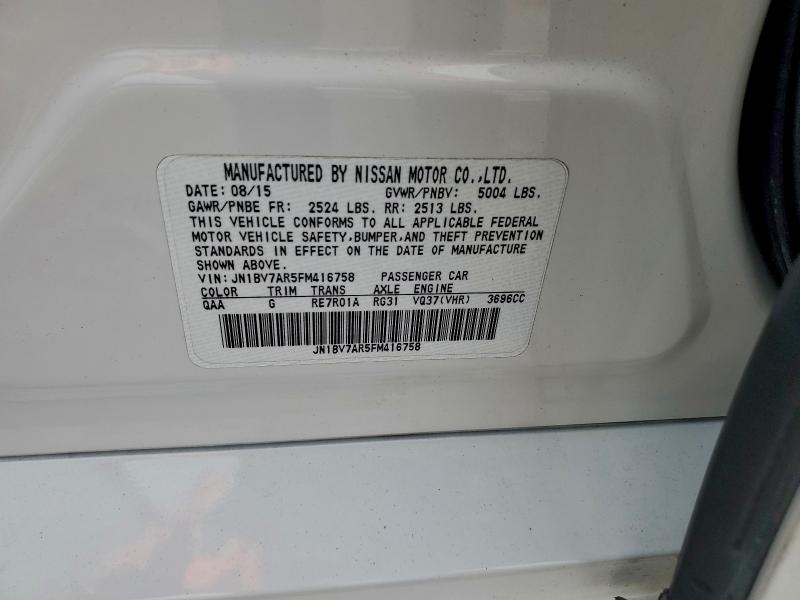 MANUFACTURED BY NISSAN MOTOR CO.,LTD.
DATE: 08/15 GVWR/PNBV: 5004 LBS.
GAWR/PNBE FR: 2524 LBS. RR: 2513 LBS.
THIS VEHICLE CONFORMS TO ALL APPLICABLE FEDERAL
MOTOR VEHICLE SAFETY,BUMPER,AND THEFT PREVENTION
STANDARDS IN EFFECT ON THE DATE OF MANUFACTURE
SHOWN ABOVE.
VIN: JN1BV7AR5FM416758 PASSENGER CAR
COLOR TRIM TRANS AXLE ENGINE
QAA G RE7R01A RG31 VQ37(VHR) 3696CC
JN1BV7AR5FM416758